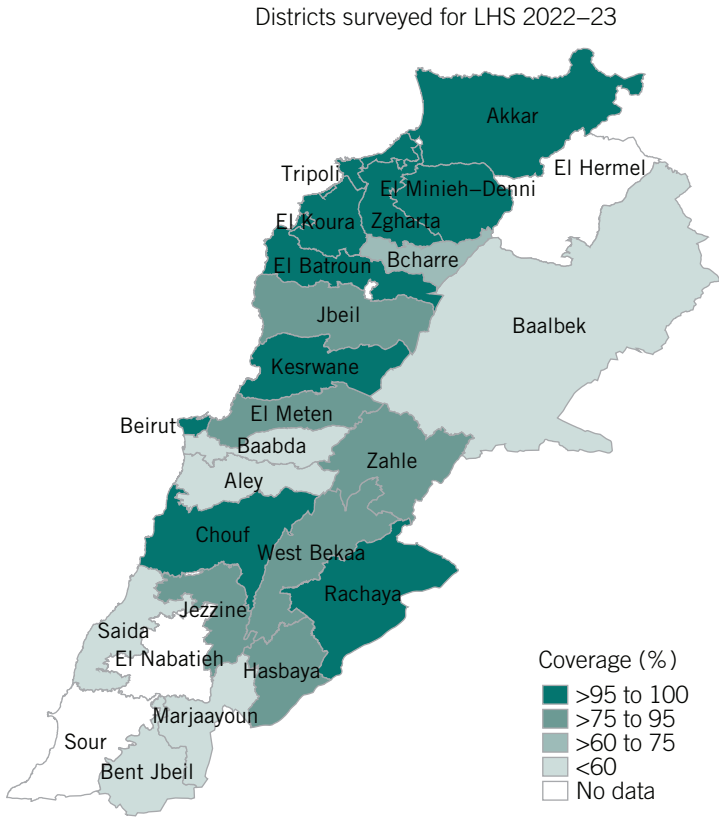 Districts surveyed for LHS 2022–23
Akkar
El Hermel
Tripoli
El Minieh–Denni
El Koura
Zgharta
Bcharre
El Batroun
Jbeil
Baalbek
Kesrwane
El Meten
Beirut
Baabda
Zahle
Aley
Chouf
West Bekaa
Rachaya
Jezzine
Saida
El Nabatieh
Hasbaya
Marjaayoun
Sour
Bent Jbeil
Coverage (%)
>95 to 100
>75 to 95
>60 to 75
<60
No data